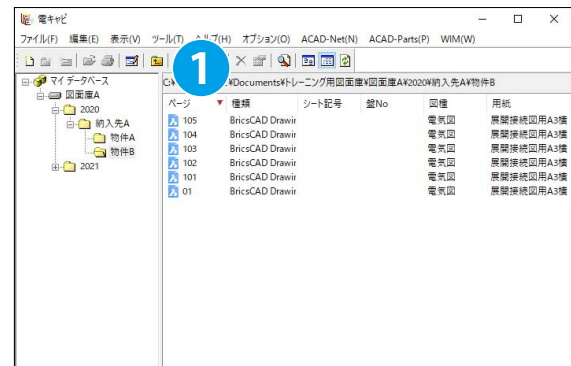 電キャビ
ファイル(F) 編集(E) 表示(V) ツール(T) ヘルプ(H) オプション(O) ACAD-Net(N) ACAD-Parts(P) WIM(W)
1
マイ データベース
図面庫A
2020
納入先A
物件A
物件B
2021
¥Documents¥トレーニング用図面庫¥図面庫A¥2020¥納入先A¥物件B
ページ 種類 シート記号 盤No 図種 用紙
105 BricsCAD Drawir 電気図 展開接続図用A3横
104 BricsCAD Drawir 電気図 展開接続図用A3横
103 BricsCAD Drawir 電気図 展開接続図用A3横
102 BricsCAD Drawir 電気図 展開接続図用A3横
101 BricsCAD Drawir 電気図 展開接続図用A3横
01 BricsCAD Drawir 電気図 展開接続図用A3横